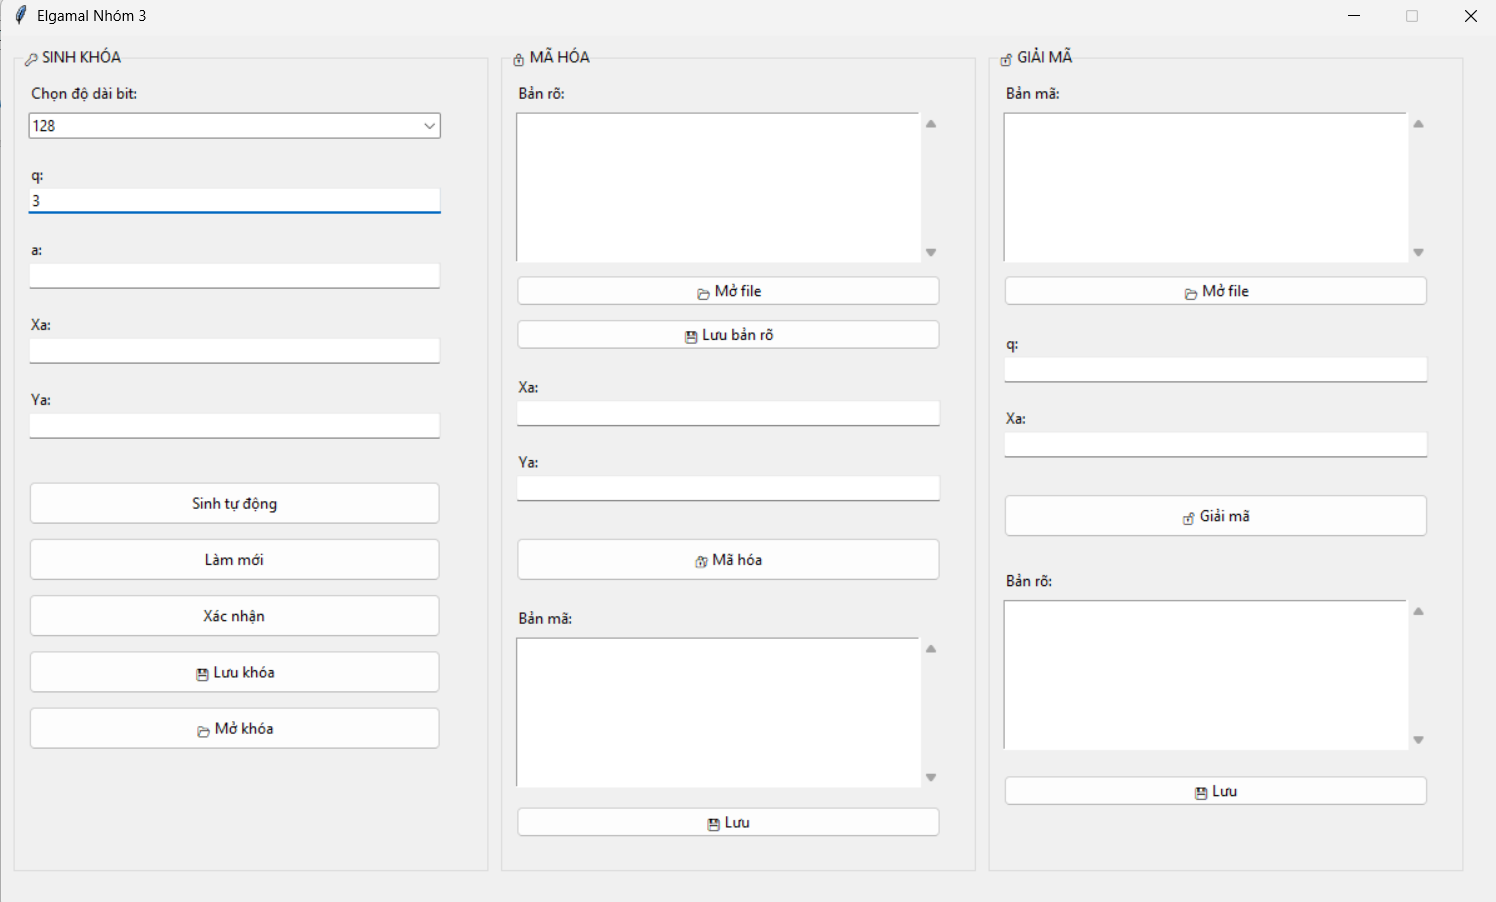 Elgamal Nhóm 3
SINH KHÓA
Chọn độ dài bit:
128
q:
3
a:
Xa:
Ya:
Sinh tự động
Làm mới
Xác nhận
Lưu khóa
Mở khóa
MÃ HÓA
Bản rõ:
Mở file
Lưu bản rõ
Xa:
Ya:
Mã hóa
Bản mã:
Lưu
GIẢI MÃ
Bản mã:
Mở file
q:
Xa:
Giải mã
Bản rõ:
Lưu